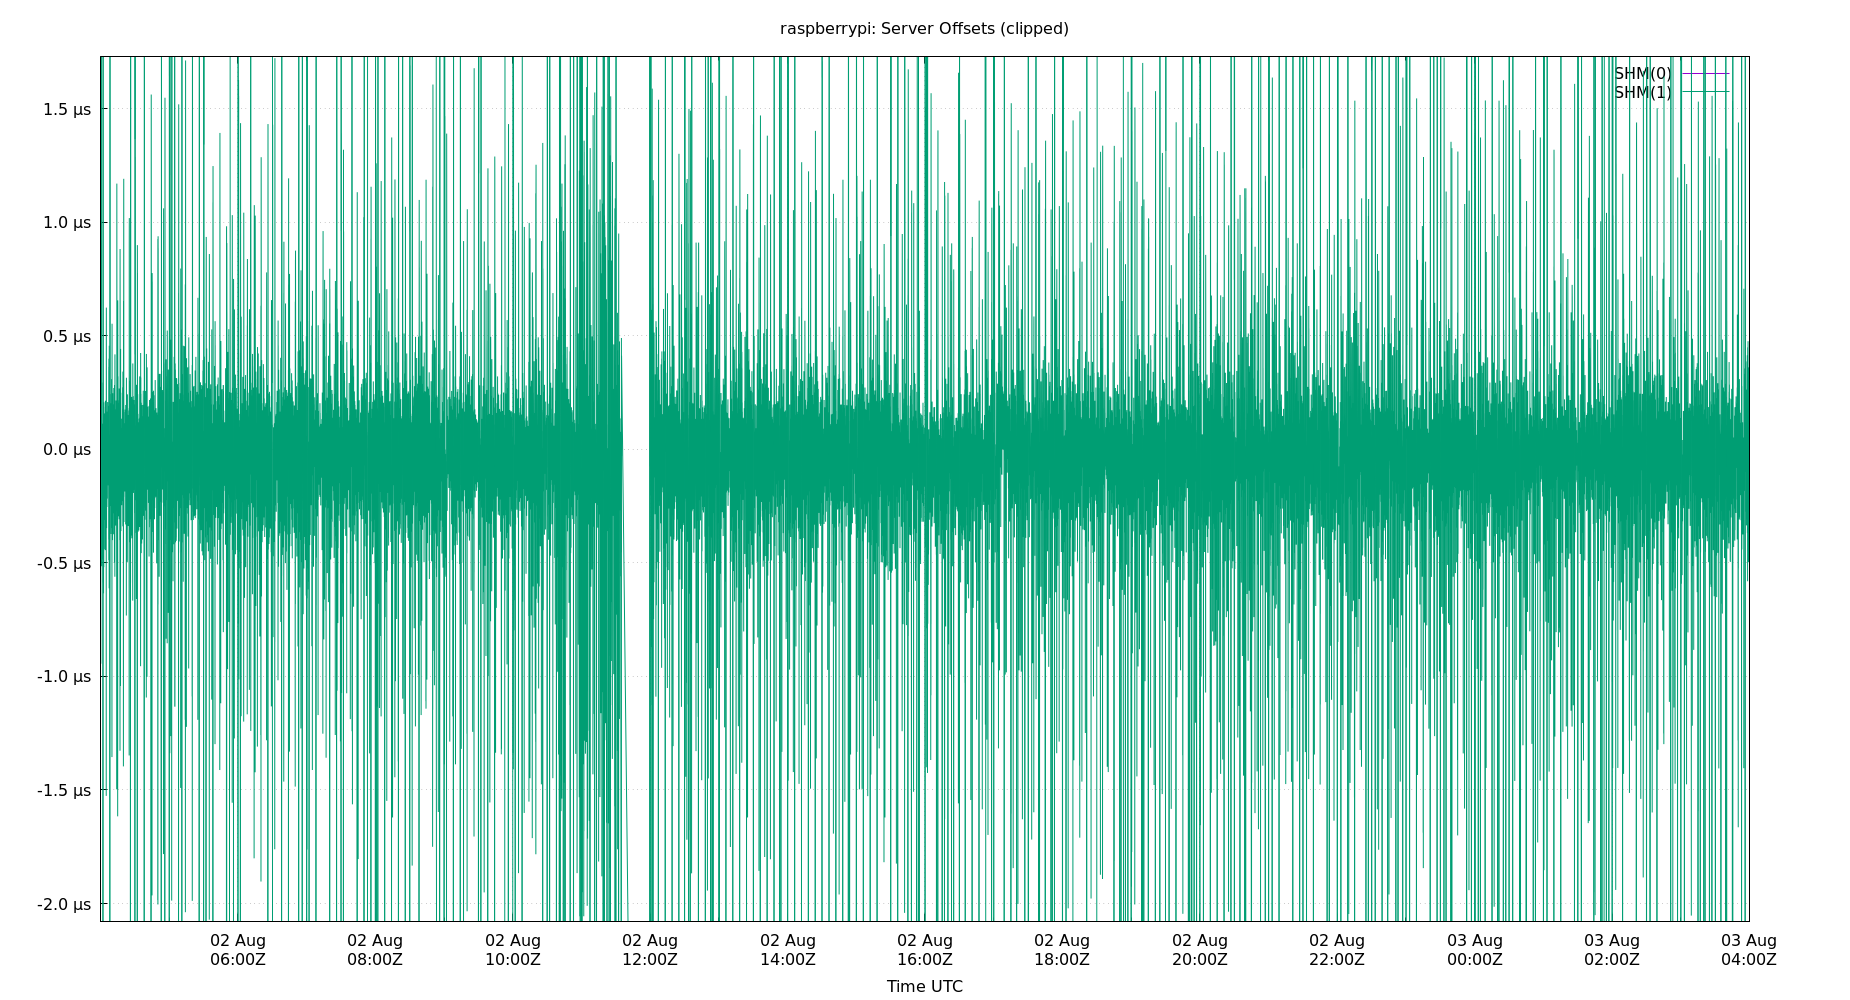 raspberrypi: Server Offsets (clipped)
SHM(0)
SHM(1)
1.5 µs
1.0 µs
0.5 µs
0.0 µs
-0.5 µs
-1.0 µs
-1.5 µs
-2.0 µs
02 Aug 02 Aug 02 Aug 02 Aug 02 Aug 02 Aug 02 Aug 02 Aug 02 Aug 03 Aug 03 Aug 03 Aug
06:00Z 08:00Z 10:00Z 12:00Z 14:00Z 16:00Z 18:00Z 20:00Z 22:00Z 00:00Z 02:00Z 04:00Z
Time UTC